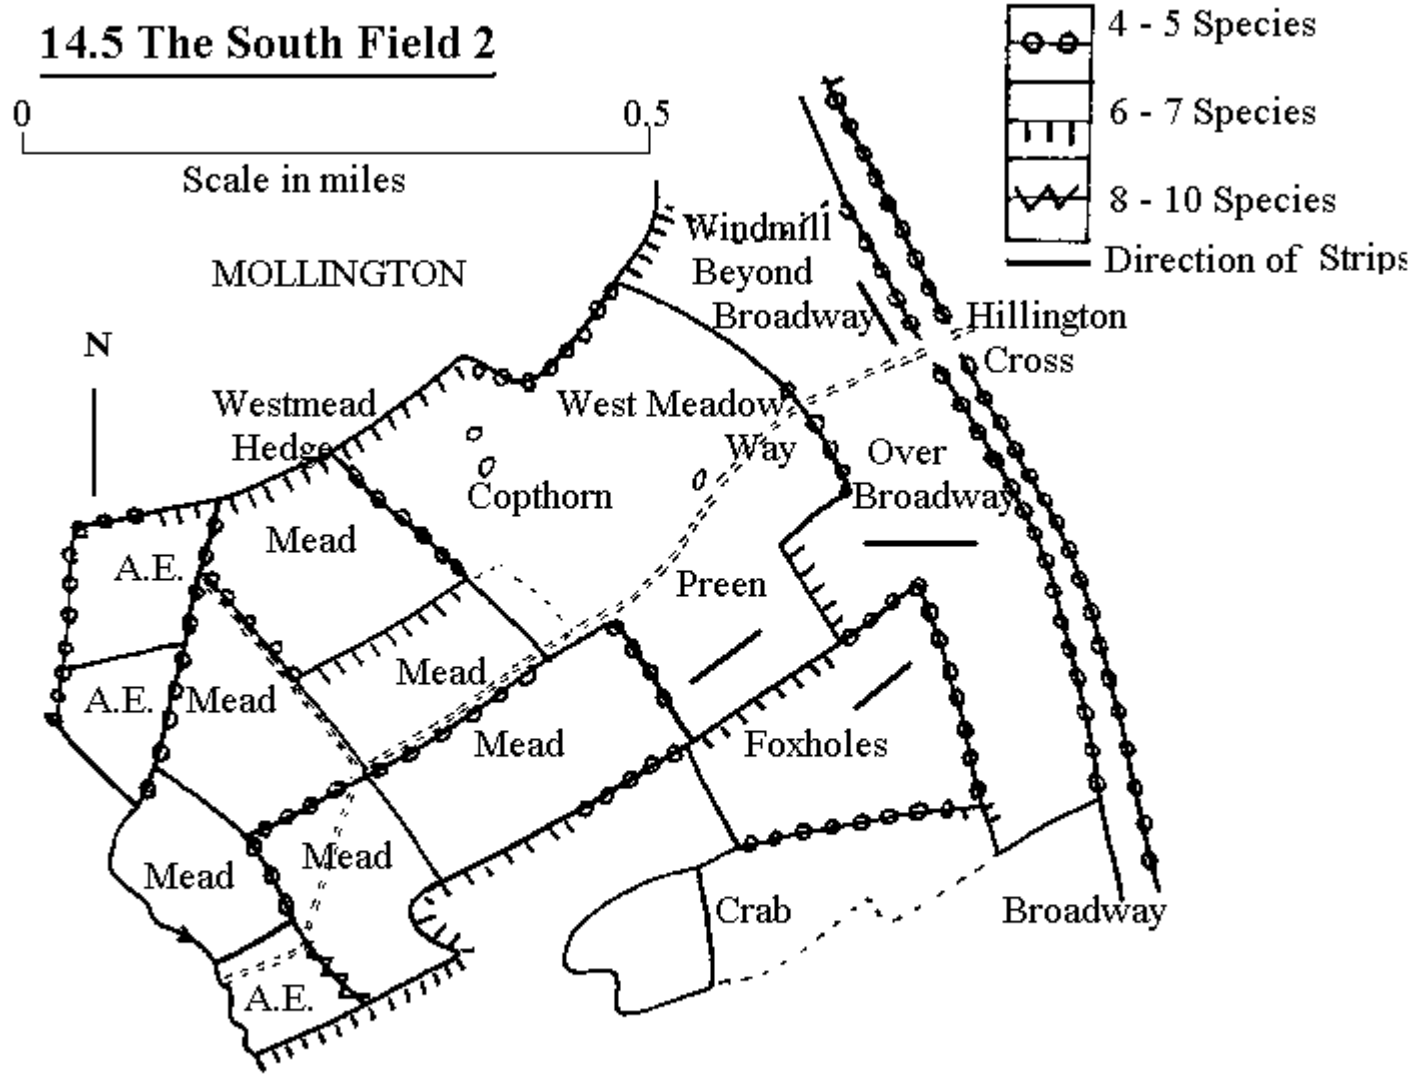 14.5 The South Field 2
0 0.5
Scale in miles
4 - 5 Species
6 - 7 Species
8 - 10 Species
Direction of Strips
MOLLINGTON
N
Windmill
Beyond
Broadway
Hillington
Cross
Westmead
Hedge
West Meadow
Way
Over
Broadway
Copthorn
Mead
A.E.
Preen
Mead
A.E.
Mead
Mead
Foxholes
Mead
Mead
Crab
Broadway
A.E.